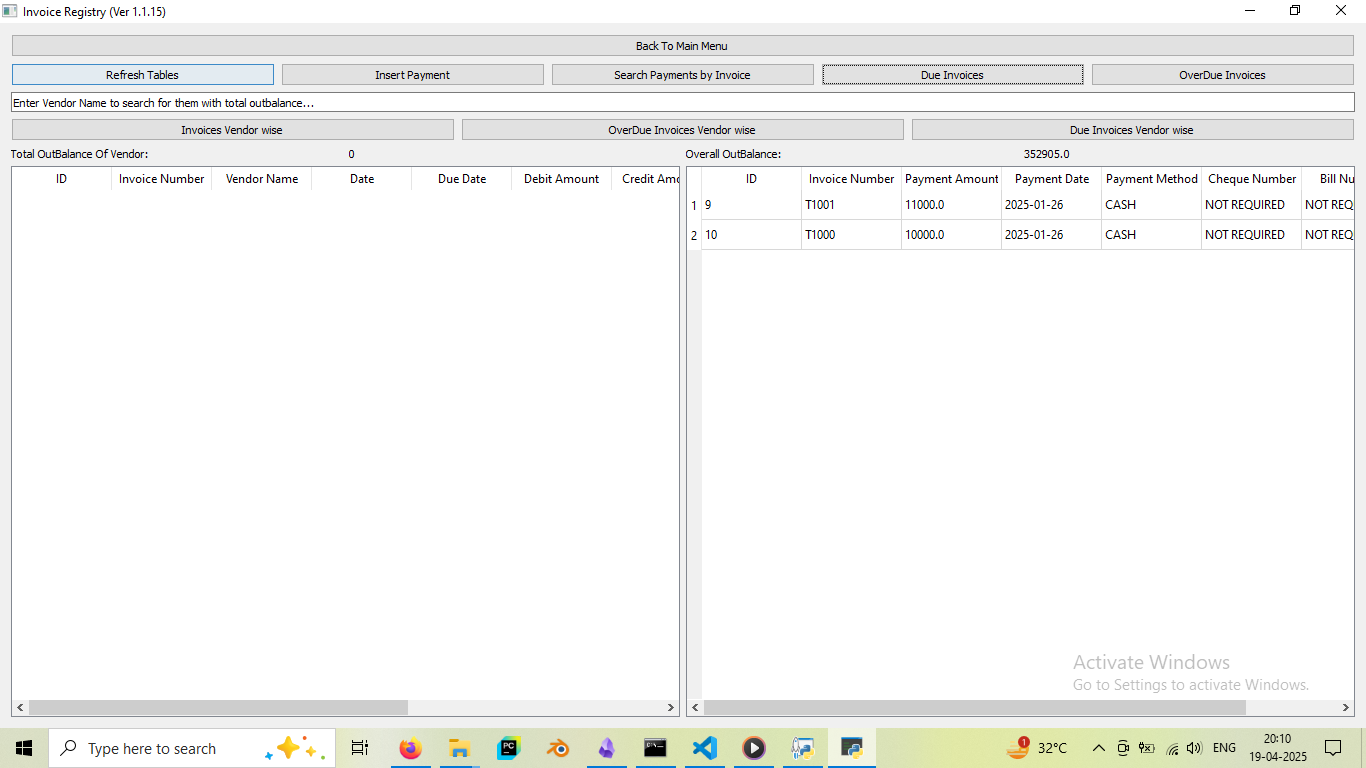 Invoice Registry (Ver 1.1.15)
Back To Main Menu
Refresh Tables Insert Payment Search Payments by Invoice Due Invoices OverDue Invoices
Enter Vendor Name to search for them with total outbalance...
Invoices Vendor wise OverDue Invoices Vendor wise Due Invoices Vendor wise
Total OutBalance Of Vendor: 0 Overall OutBalance: 352905.0
ID Invoice Number Vendor Name Date Due Date Debit Amount Credit Amo
ID Invoice Number Payment Amount Payment Date Payment Method Cheque Number Bill Nu
1 9 T1001 11000.0 2025-01-26 CASH NOT REQUIRED NOT REQ
2 10 T1000 10000.0 2025-01-26 CASH NOT REQUIRED NOT REQ
Activate Windows
Go to Settings to activate Windows.
Type here to search
PC
1
32°C
ENG
20:10
19-04-2025